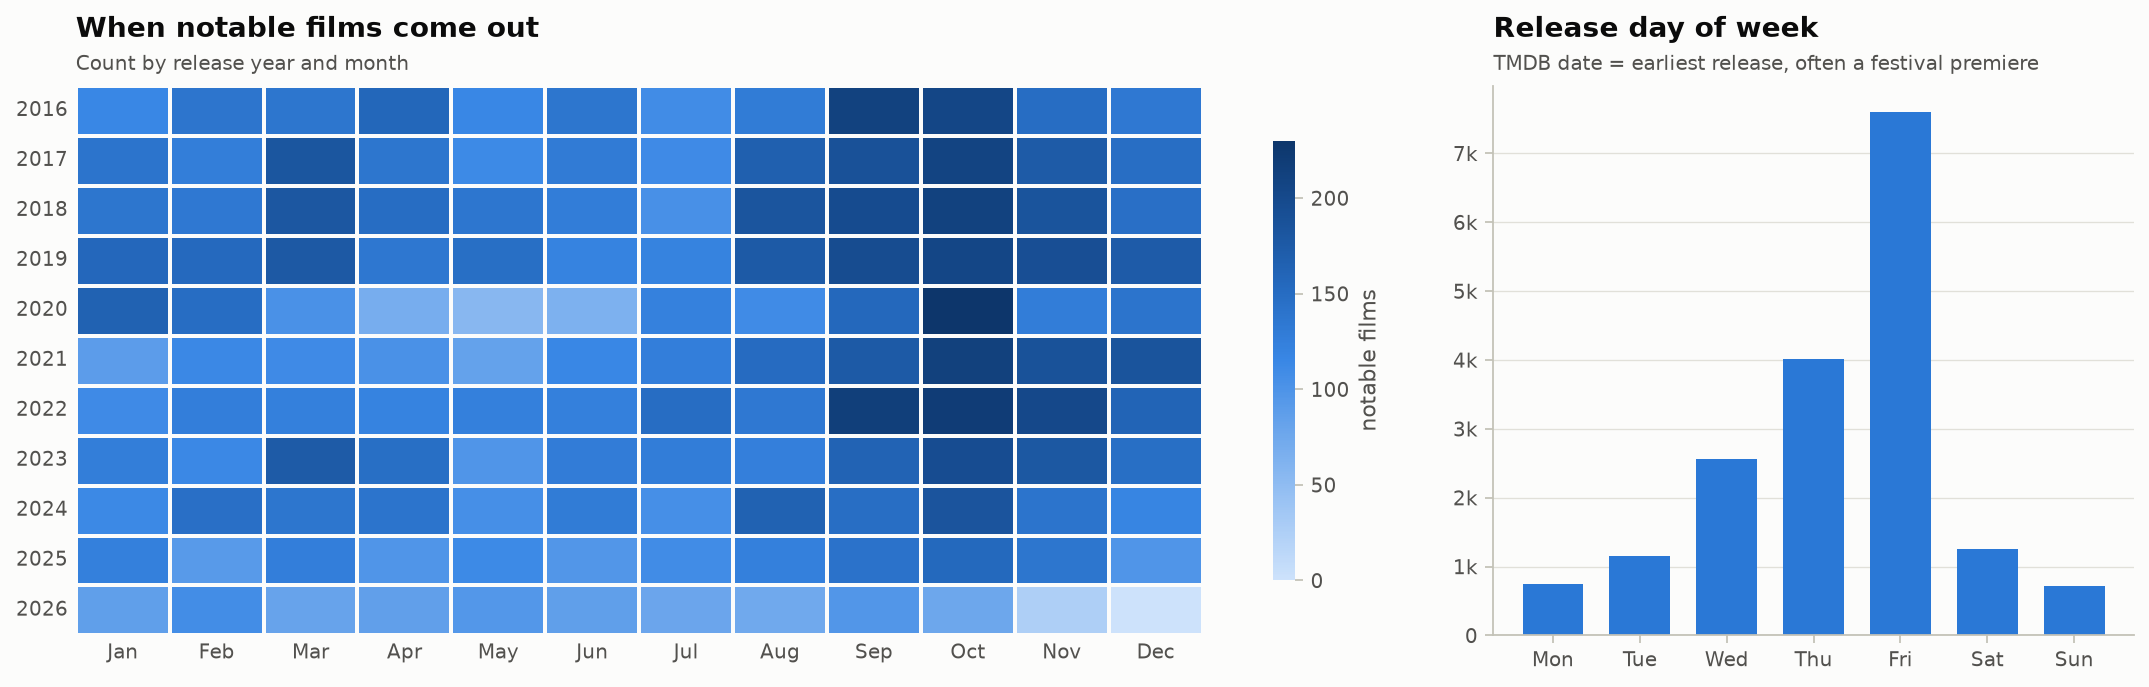 When notable films come out
Count by release year and month
2016
2017
2018
2019
2020
2021
2022
2023
2024
2025
2026
Jan Feb Mar Apr May Jun Jul Aug Sep Oct Nov Dec
200
150
100
50
0
notable films
Release day of week
TMDB date = earliest release, often a festival premiere
7k
6k
5k
4k
3k
2k
1k
0
Mon Tue Wed Thu Fri Sat Sun